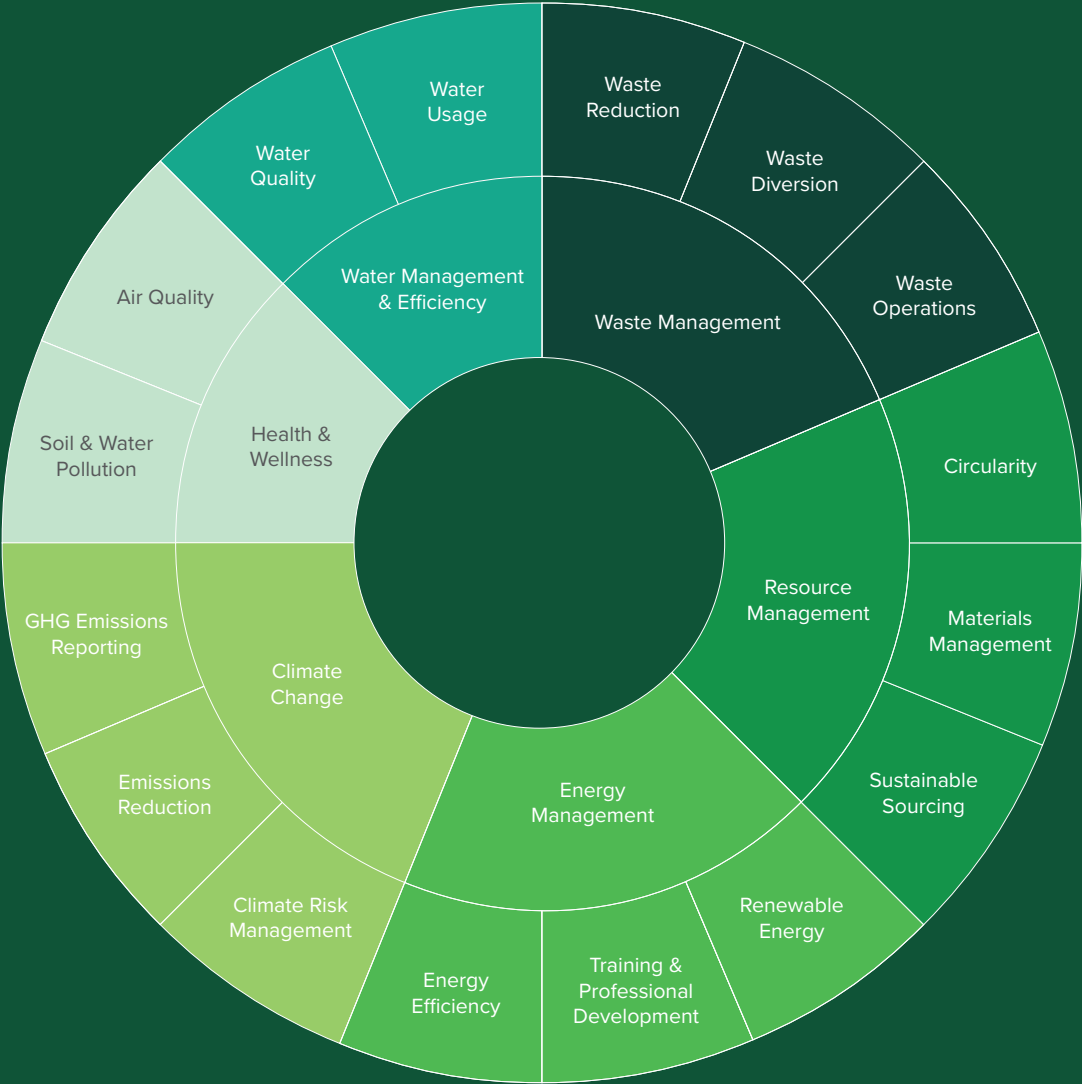 Waste
Reduction
Waste
Diversion
Waste
Operations
Waste Management
Circularity
Materials
Management
Sustainable
Sourcing
Resource
Management
Renewable
Energy
Training &
Professional
Development
Energy
Efficiency
Energy
Management
Climate Risk
Management
Emissions
Reduction
GHG Emissions
Reporting
Climate
Change
Soil & Water
Pollution
Air Quality
Health &
Wellness
Water
Quality
Water
Usage
Water Management
& Efficiency